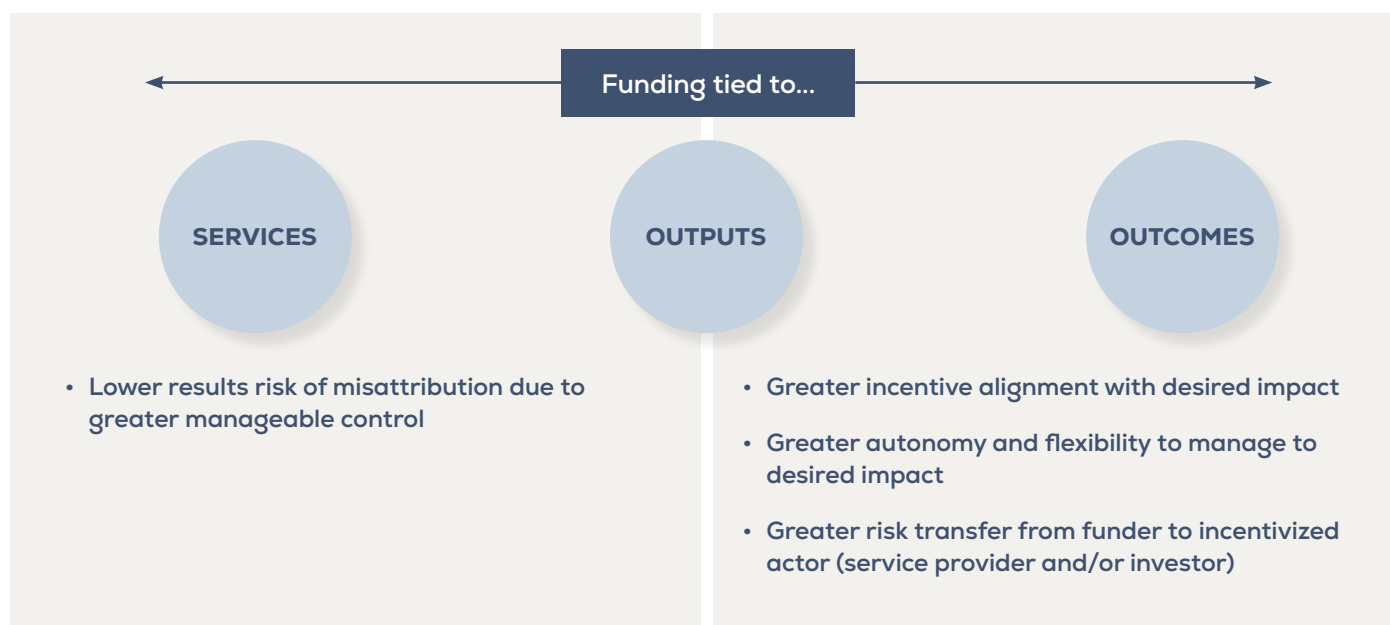 Funding tied to...
SERVICES
OUTPUTS
OUTCOMES
• Lower results risk of misattribution due to
greater manageable control
• Greater incentive alignment with desired impact
• Greater autonomy and flexibility to manage to
desired impact
• Greater risk transfer from funder to incentivized
actor (service provider and/or investor)